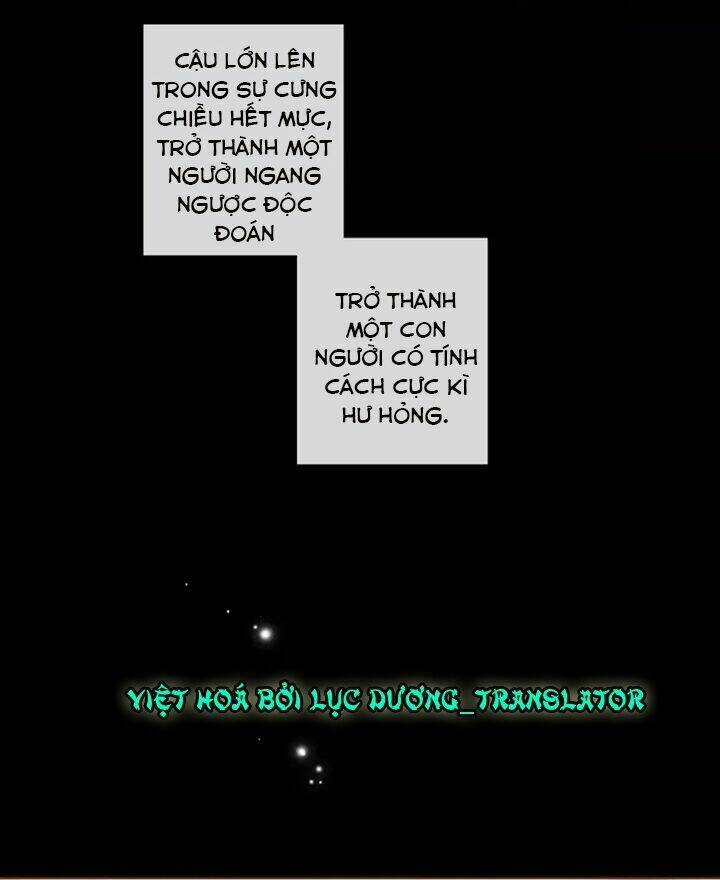 CẬU LỚN LÊN
TRONG SỰ CƯNG
CHIỀU HẾT MỰC,
TRỞ THÀNH MỘT
NGƯỜI NGANG
NGƯỢC ĐỘC
ĐOÁN
TRỞ THÀNH
MỘT CON
NGƯỜI CÓ TÍNH
CÁCH CỰC KÌ
HƯ HỎNG.
VIỆT HOÁ BỞI LỤC DƯƠNG_TRANSLATOR